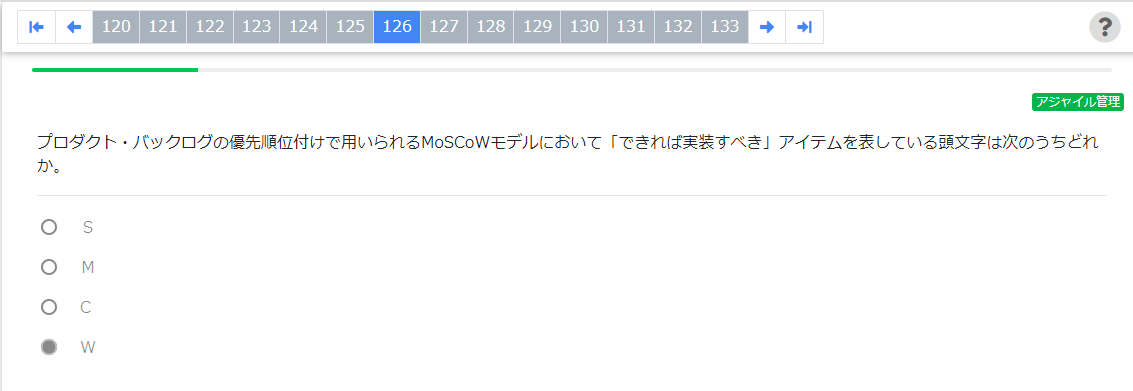 120 121 122 123 124 125 126 127 128 129 130 131 132 133 ?
アジャイル管理
プロダクト・バックログの優先順位付けで用いられるMoSCoWモデルにおいて「できれば実装すべき」アイテムを表している頭文字は次のうちどれ
か。
S
M
C
W